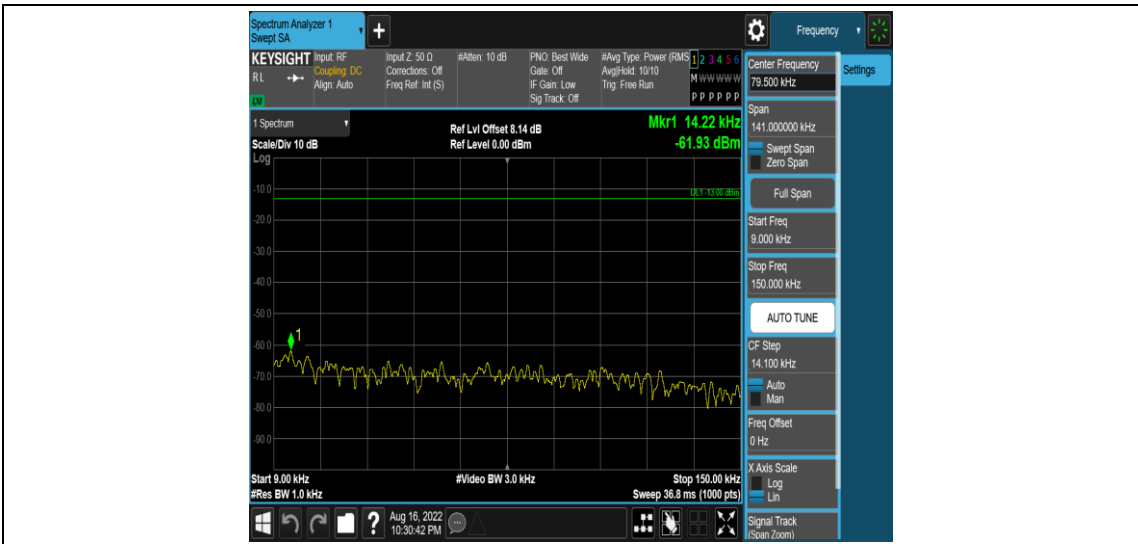 Spectrum Analyzer 1
Swept SA
+
Frequency
KEYSIGHT
Input: RF
Coupling: DC
Align: Auto
Input Z: 50 Ω
Corrections: Off
Freq Ref: Int (S)
#Atten: 10 dB
PNO: Best Wide
Gate: Off
IF Gain: Low
Sig Track: Off
#Avg Type: Power (RMS
Avg|Hold: 10/10
Trig: Free Run
1 2 3 4 5 6
M W W W W W
P P P P P P
RL
1 Spectrum
Scale/Div 10 dB
Log
Ref Lvl Offset 8.14 dB
Ref Level 0.00 dBm
Mkr1 14.22 kHz
-61.93 dBm
DL1 -13.00 dBm
-10.0
-20.0
-30.0
-40.0
-50.0
-60.0
-70.0
-80.0
-90.0
1
Start 9.00 kHz
#Res BW 1.0 kHz
#Video BW 3.0 kHz
Stop 150.00 kHz
Sweep 36.8 ms (1000 pts)
?
Aug 16, 2022
10:30:42 PM
Center Frequency
79.500 kHz
Settings
Span
141.000000 kHz
Swept Span
Zero Span
Full Span
Start Freq
9.000 kHz
Stop Freq
150.000 kHz
AUTO TUNE
CF Step
14.100 kHz
Auto
Man
Freq Offset
0 Hz
X Axis Scale
Log
Lin
Signal Track
(Span Zoom)